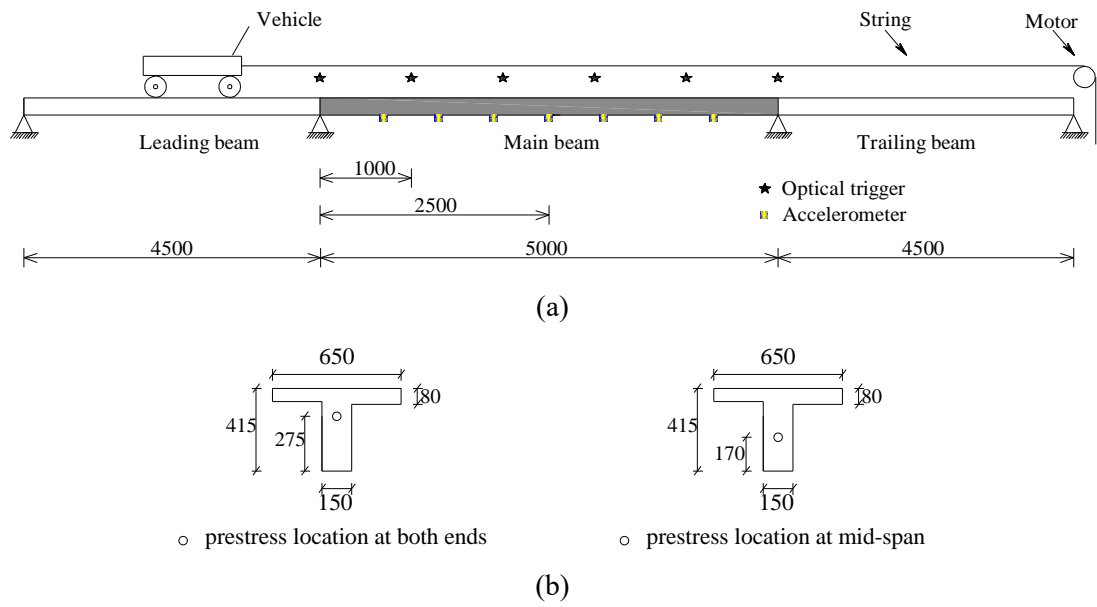 Vehicle
String
Motor
Leading beam
Main beam
Trailing beam
1000
Optical trigger
2500
Accelerometer
4500
5000
4500
(a)
650
650
80
80
415
275
415
170
150
150
prestress location at both ends
prestress location at mid-span
(b)